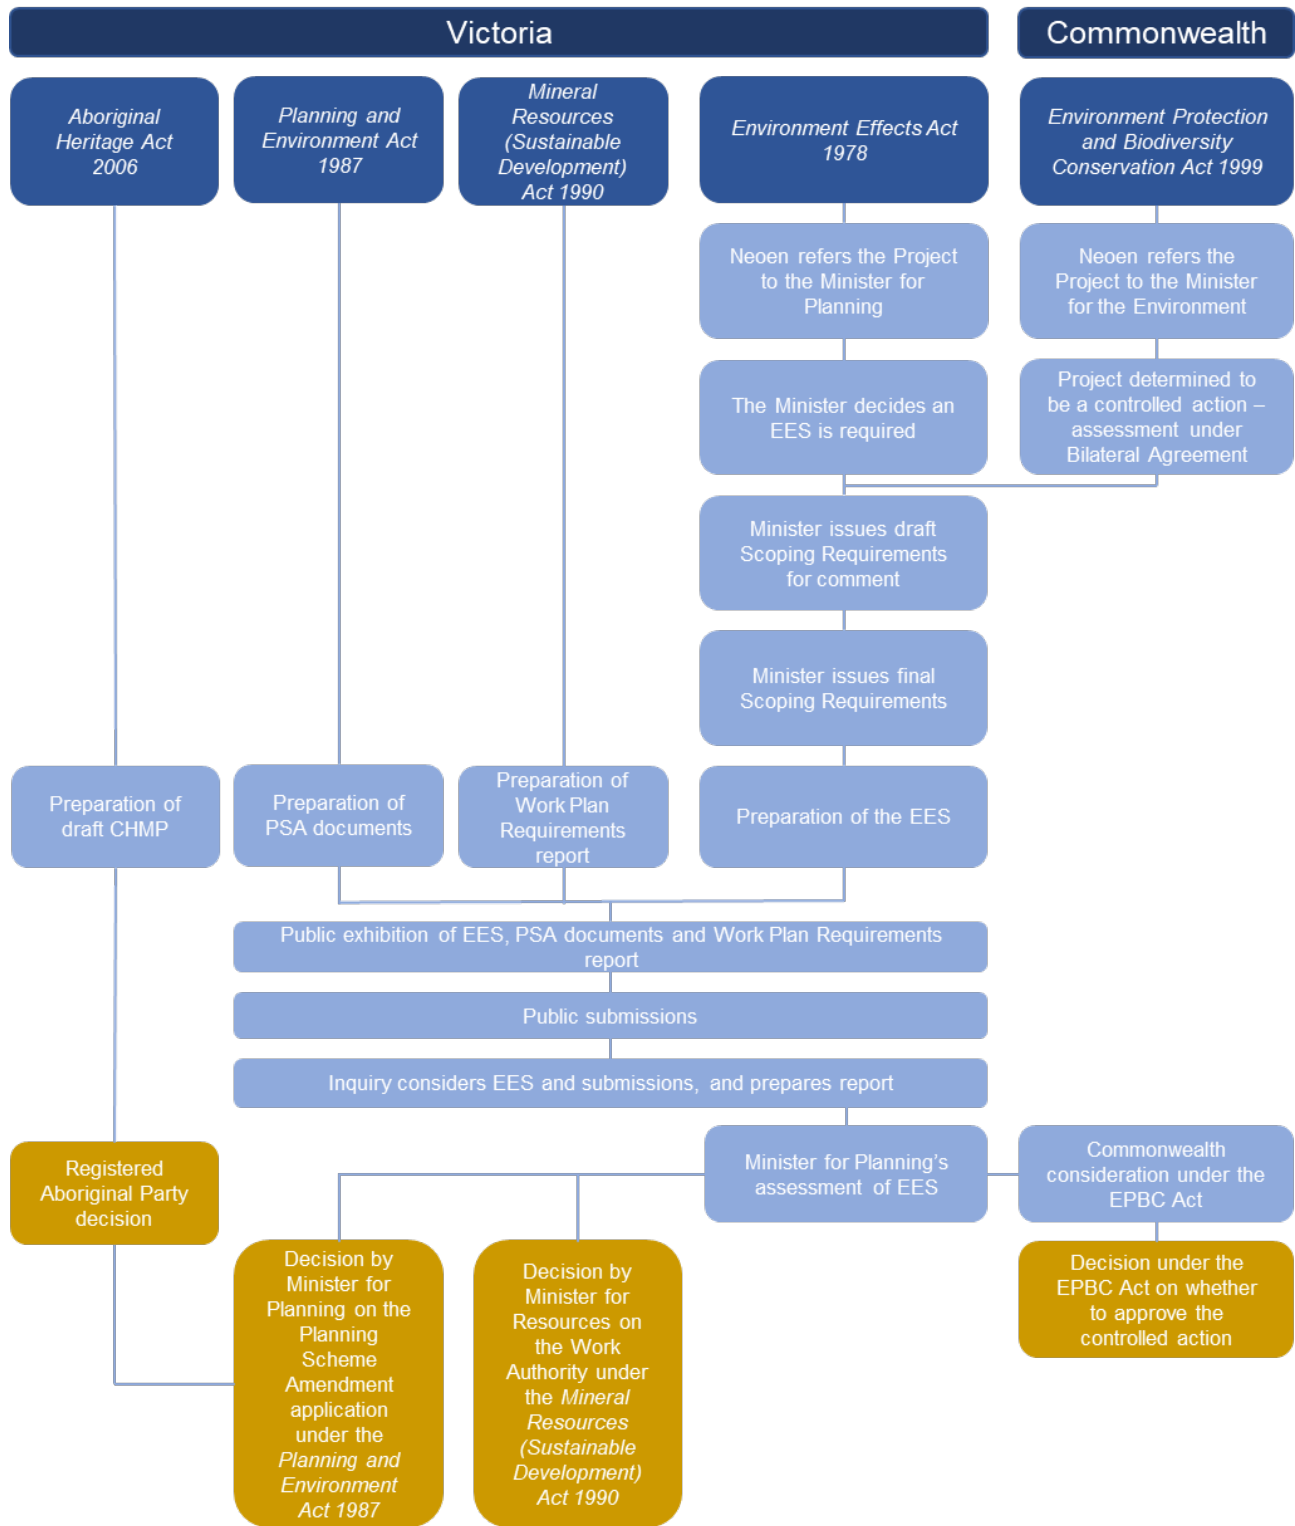 Victoria
Commonwealth
Aboriginal
Heritage Act
2006
Planning and
Environment Act
1987
Mineral
Resources
(Sustainable
Development)
Act 1990
Environment Effects Act
1978
Environment Protection
and Biodiversity
Conservation Act 1999
Neoen refers the Project
to the Minister for
Planning
Neoen refers the
Project to the Minister
for the Environment
The Minister decides an
EES is required
Project determined to
be a controlled action –
assessment under
Bilateral Agreement
Minister issues draft
Scoping Requirements
for comment
Minister issues final
Scoping Requirements
Preparation of
draft CHMP
Preparation of
PSA documents
Preparation of
Work Plan
Requirements
report
Preparation of the EES
Public exhibition of EES, PSA documents and Work Plan Requirements
report
Public submissions
Inquiry considers EES and submissions, and prepares report
Registered
Aboriginal Party
decision
Minister for Planning’s
assessment of EES
Commonwealth
consideration under the
EPBC Act
Decision by
Minister for
Planning on the
Planning
Scheme
Amendment
application
under the
Planning and
Environment
Act 1987
Decision by
Minister for
Resources on
the Work
Authority under
the Mineral
Resources
(Sustainable
Development)
Act 1990
Decision under the
EPBC Act on whether
to approve the
controlled action